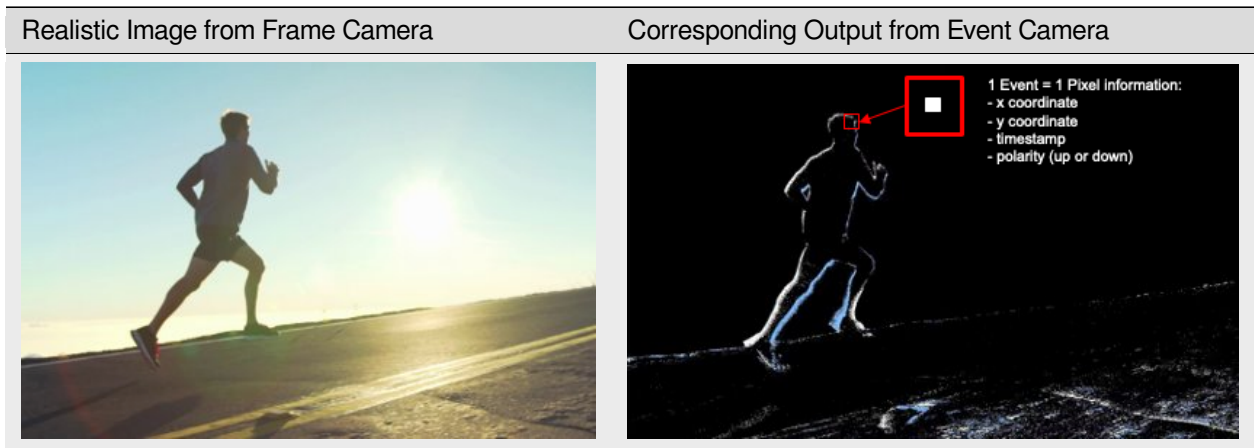 Realistic Image from Frame Camera
Corresponding Output from Event Camera
1 Event = 1 Pixel information:
- x coordinate
- y coordinate
- timestamp
- polarity (up or down)